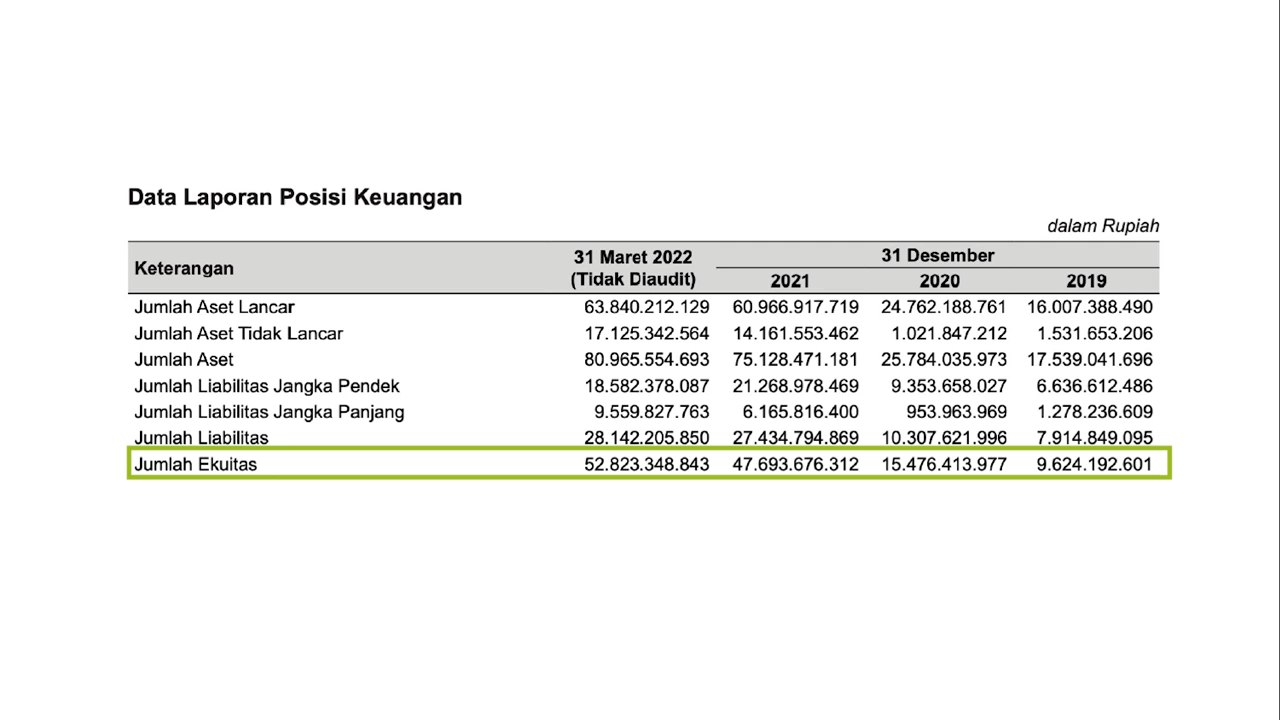 Data Laporan Posisi Keuangan
dalam Rupiah
Keterangan 31 Maret 2022 (Tidak Diaudit) 31 Desember
2021 2020 2019
Jumlah Aset Lancar 63.840.212.129 60.966.917.719 24.762.188.761 16.007.388.490
Jumlah Aset Tidak Lancar 17.125.342.564 14.161.553.462 1.021.847.212 1.531.653.206
Jumlah Aset 80.965.554.693 75.128.471.181 25.784.035.973 17.539.041.696
Jumlah Liabilitas Jangka Pendek 18.582.378.087 21.268.978.469 9.353.658.027 6.636.612.486
Jumlah Liabilitas Jangka Panjang 9.559.827.763 6.165.816.400 953.963.969 1.278.236.609
Jumlah Liabilitas 28.142.205.850 27.434.794.869 10.307.621.996 7.914.849.095
Jumlah Ekuitas 52.823.348.843 47.693.676.312 15.476.413.977 9.624.192.601